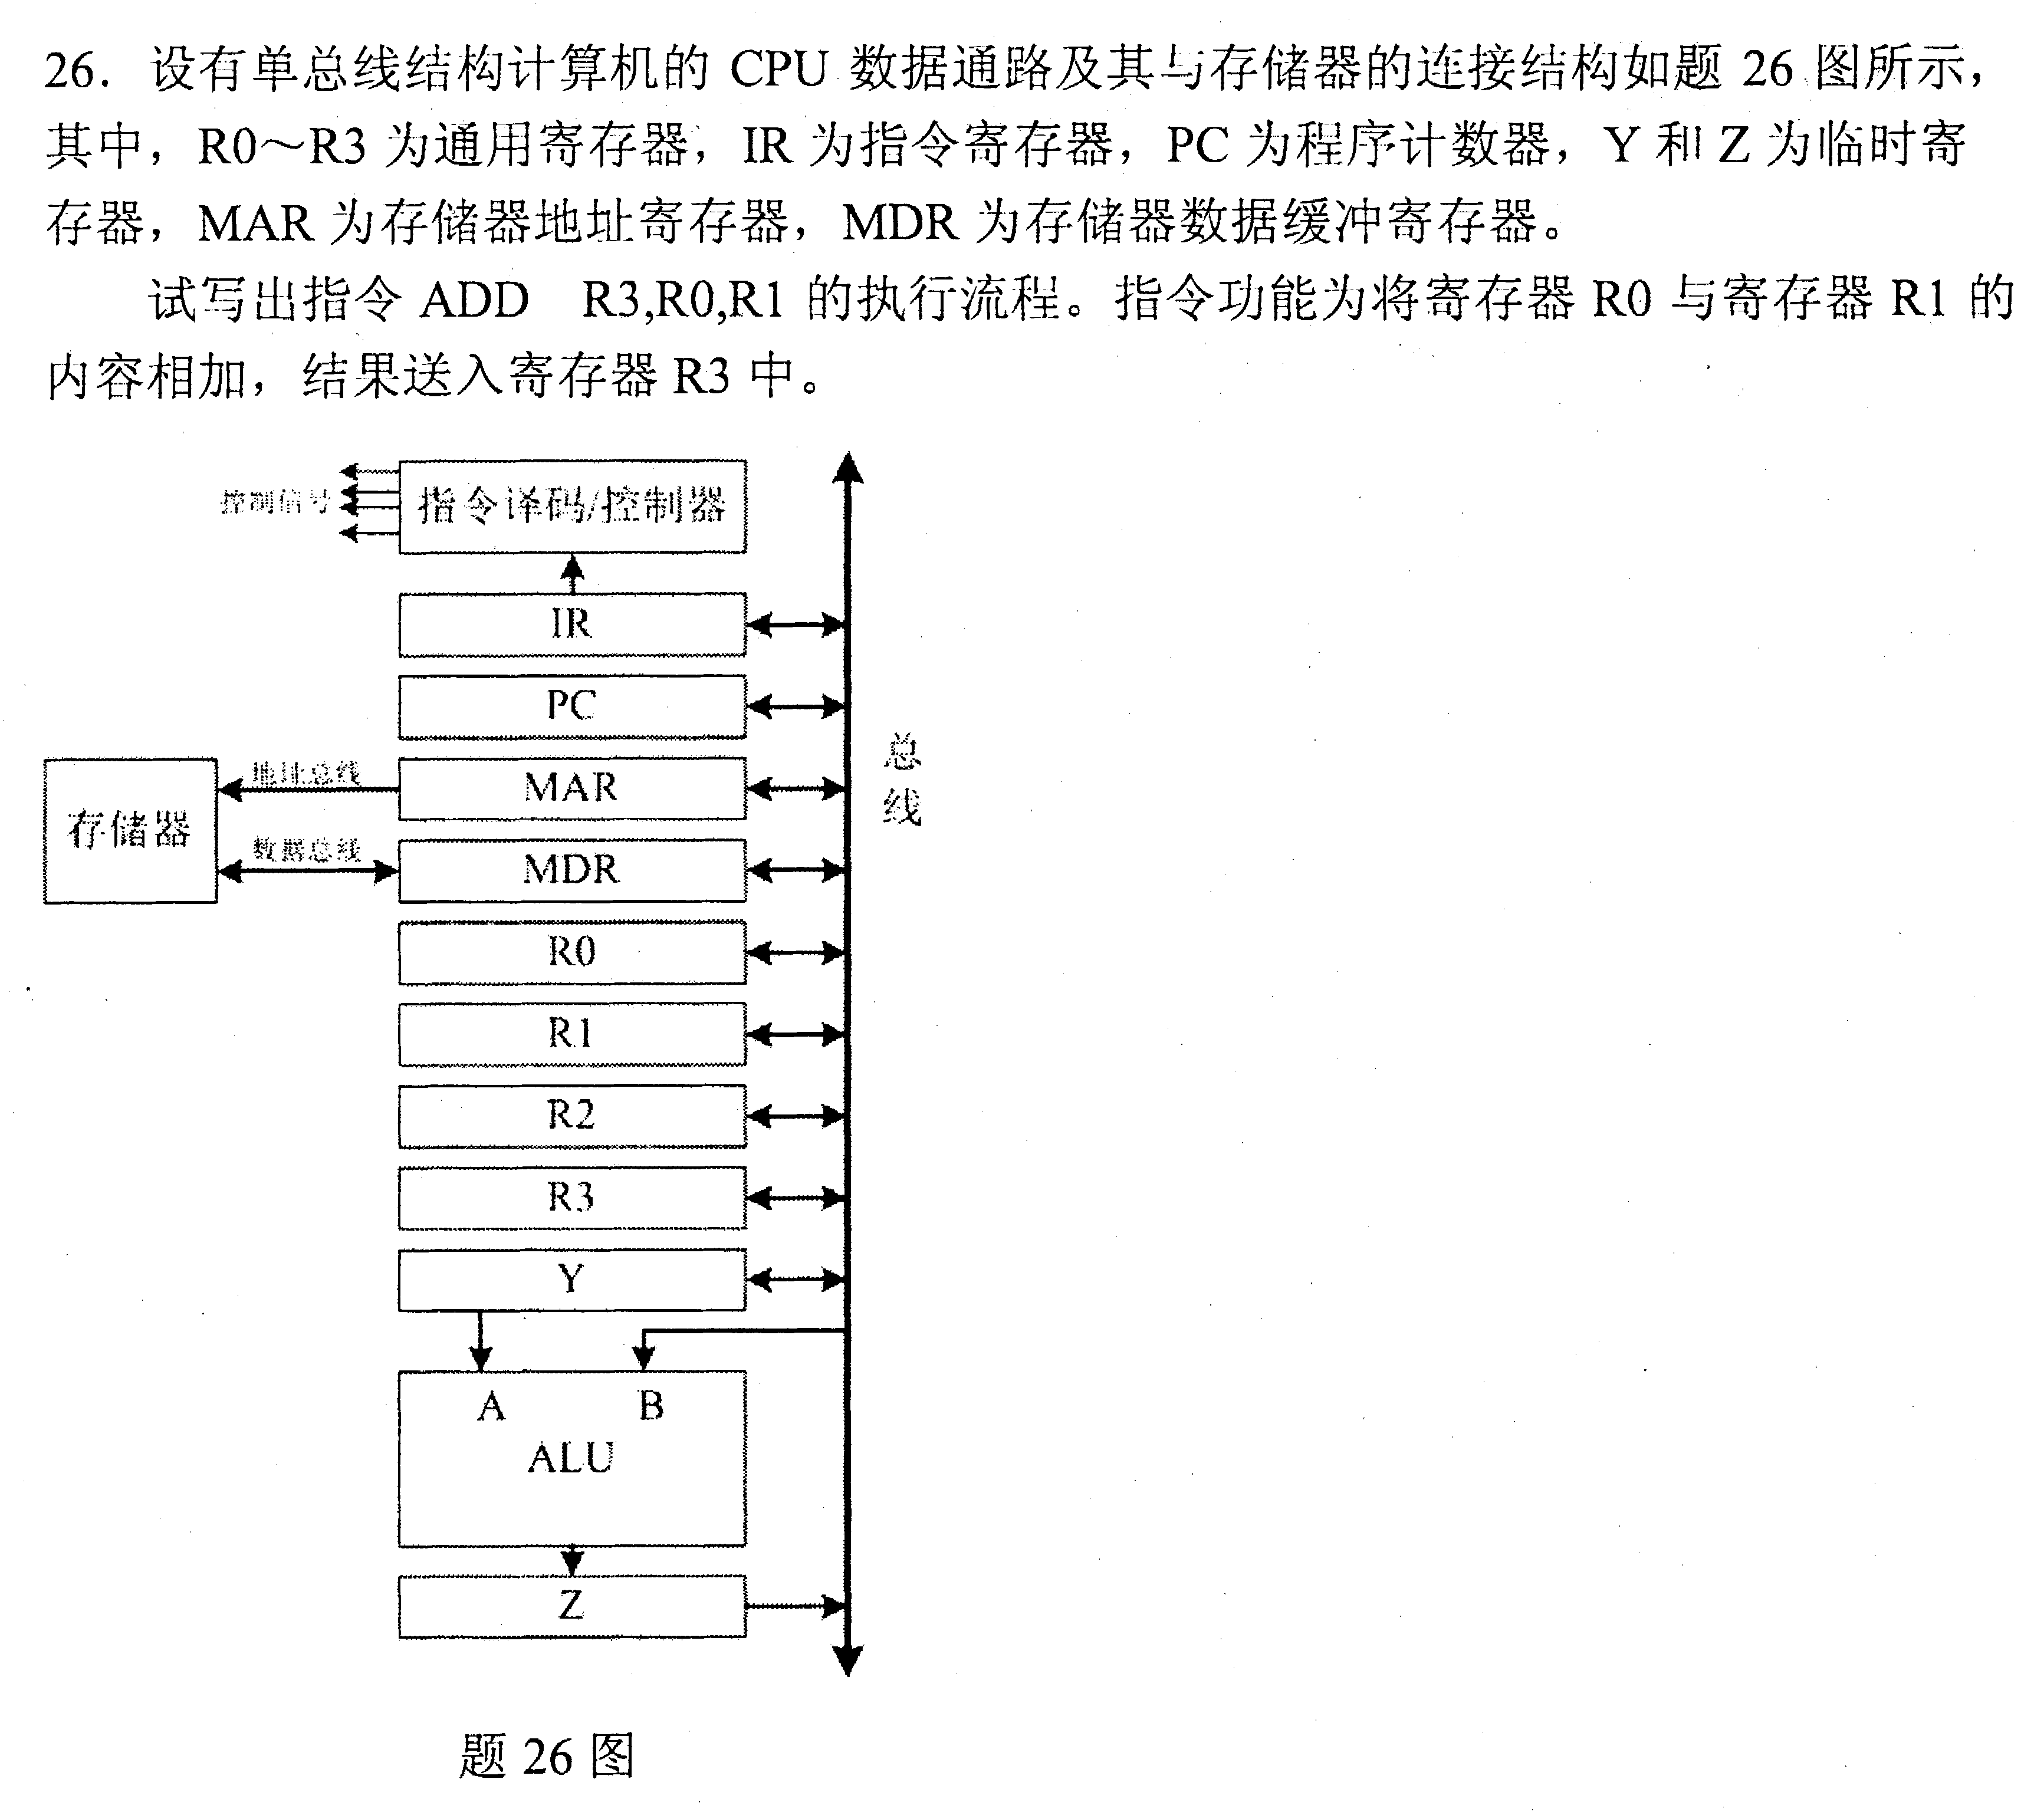 26．设有单总线结构计算机的 CPU 数据通路及其与存储器的连接结构如题 26 图所示，
其中，R0～R3 为通用寄存器，IR 为指令寄存器，PC 为程序计数器，Y 和 Z 为临时寄
存器，MAR 为存储器地址寄存器，MDR 为存储器数据缓冲寄存器。
试写出指令 ADD R3,R0,R1 的执行流程。指令功能为将寄存器 R0 与寄存器 R1 的
内容相加，结果送入寄存器 R3 中。
控制信号
指令译码/控制器
IR
PC
总线
地址总线
MAR
存储器
数据总线
MDR
R0
R1
R2
R3
Y
A B
ALU
Z
题 26 图